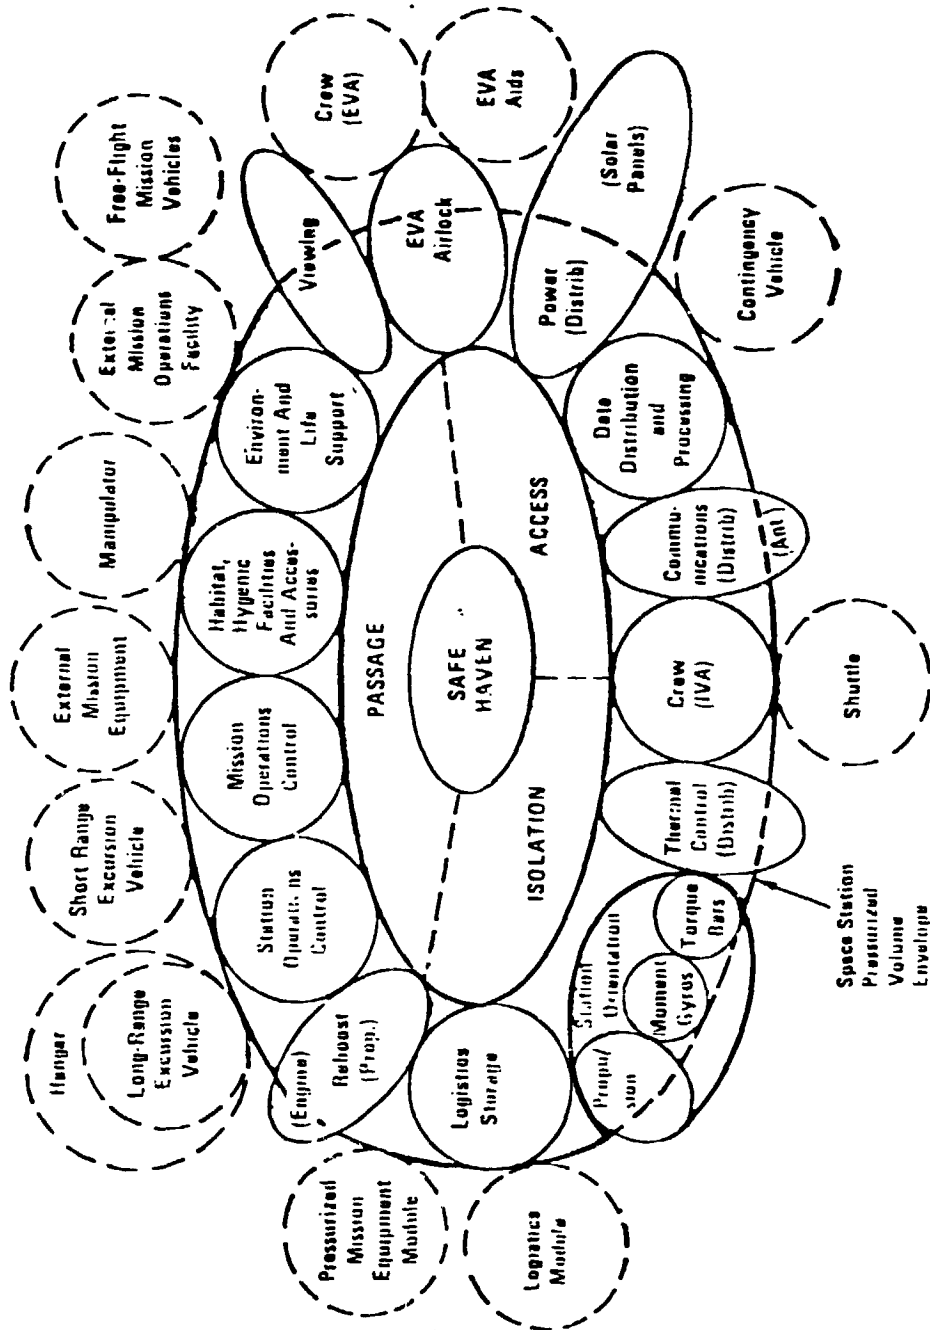 Hangar
Long-Range
Excursion
Vehicle
Short Range
Excursion
Vehicle
External
Mission
Equipment
Manipulator
External
Mission
Operations
Facility
Free-Flight
Mission
Vehicles
Pressurized
Mission
Equipment
Module
(Engine)
Reboost
(Prop.)
Station
Control
Mission
Operations
Control
Habitat,
Hygenic
Facilities
And Acces-
sories
Environ-
ment And
Life
Support
Viewing
Crew
(EVA)
PASSAGE
Logistics
Module
Logistics
Storage
ISOLATION
SAFE
HAVEN
ACCESS
EVA
Airlock
EVA
Aids
Propul-
sion
Station
Orientation
Moment
Gyros
Torque
Bars
Thermal
Control
(Distrib)
Crew
(IVA)
Commu-
nications
(Distrib)
(Ant)
Data
Distribution
and
Processing
Power
(Distrib)
(Solar
Panels)
Space Station
Pressurized
Volume
Envelope
Shuttle
Contingency
Vehicle